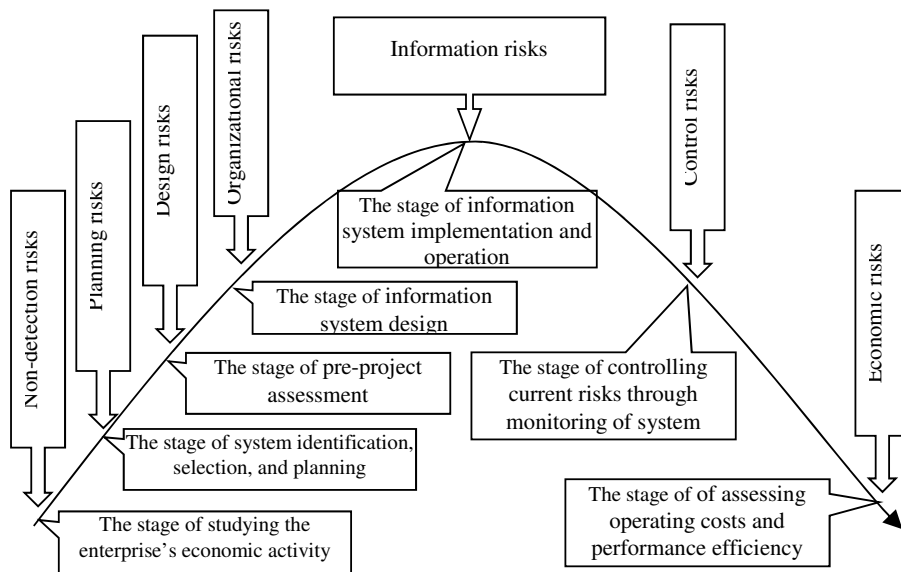 Non-detection risks
Planning risks
Design risks
Organizational risks
Information risks
Control risks
Economic risks
The stage of information
system implementation and
operation
The stage of information
system design
The stage of pre-project
assessment
The stage of system identification,
selection, and planning
The stage of studying the
enterprise’s economic activity
The stage of controlling
current risks through
monitoring of system
The stage of of assessing
operating costs and
performance efficiency